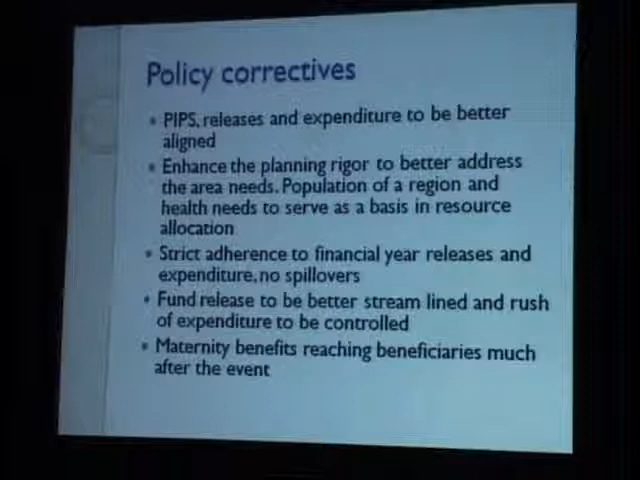 Policy correctives
• PIPS, releases and expenditure to be better
aligned
• Enhance the planning rigor to better address
the area needs. Population of a region and
health needs to serve as a basis in resource
allocation
• Strict adherence to financial year releases and
expenditure, no spillovers
• Fund release to be better stream lined and rush
of expenditure to be controlled
• Maternity benefits reaching beneficiaries much
after the event